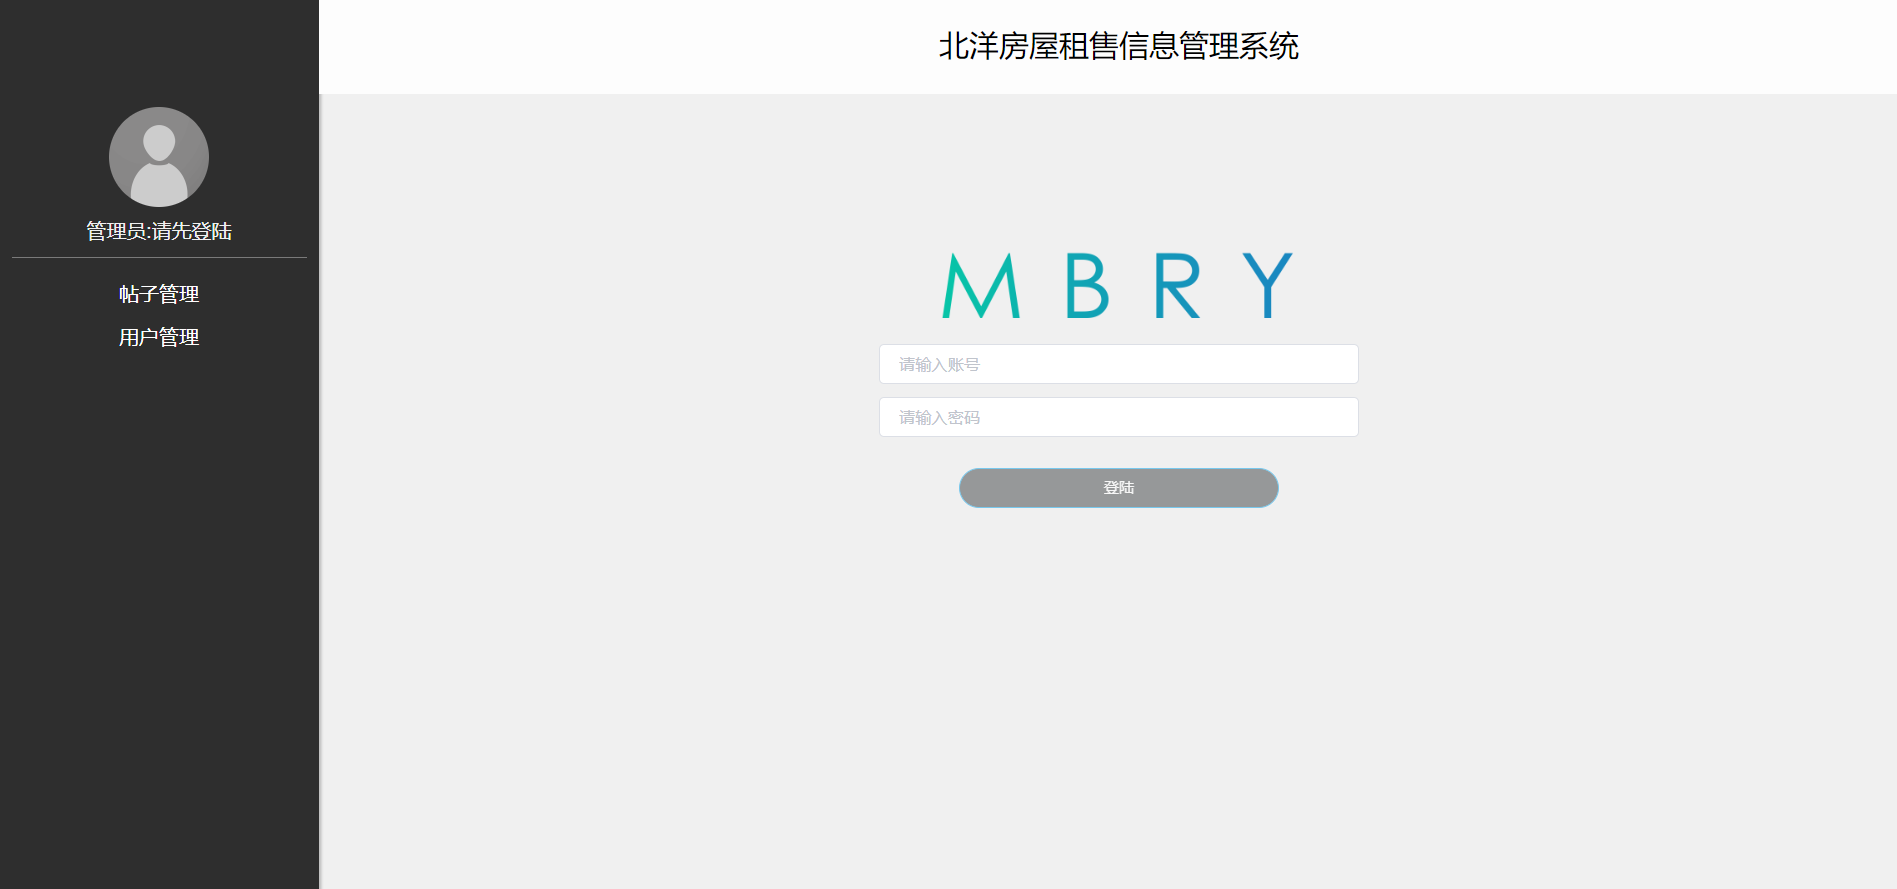 北洋房屋租售信息管理系统
管理员:请先登陆
帖子管理
用户管理
M B R Y
请输入账号
请输入密码
登陆